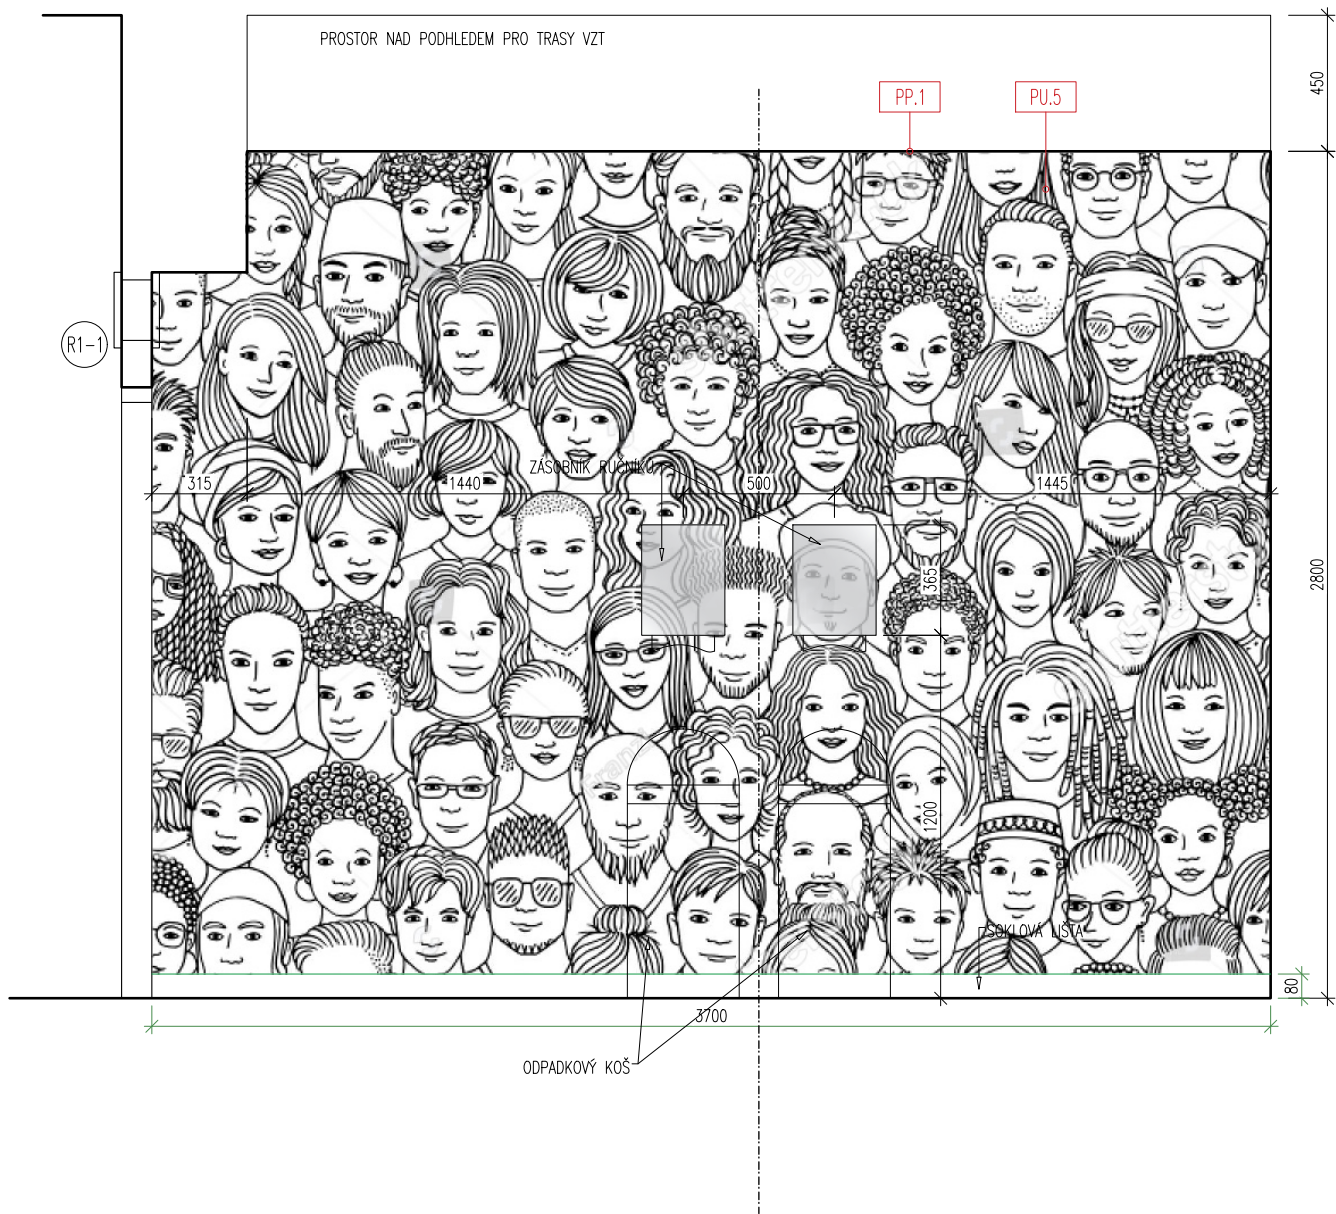 PROSTOR NAD PODHLEDEM PRO TRASY VZT
450
PP.1
PU.5
R1-1
ZÁSOBNÍK RUČNÍKŮ
315
1440
500
1445
365
2800
1200
SOKLOVÁ LIŠTA
80
3700
ODPADKOVÝ KOŠ